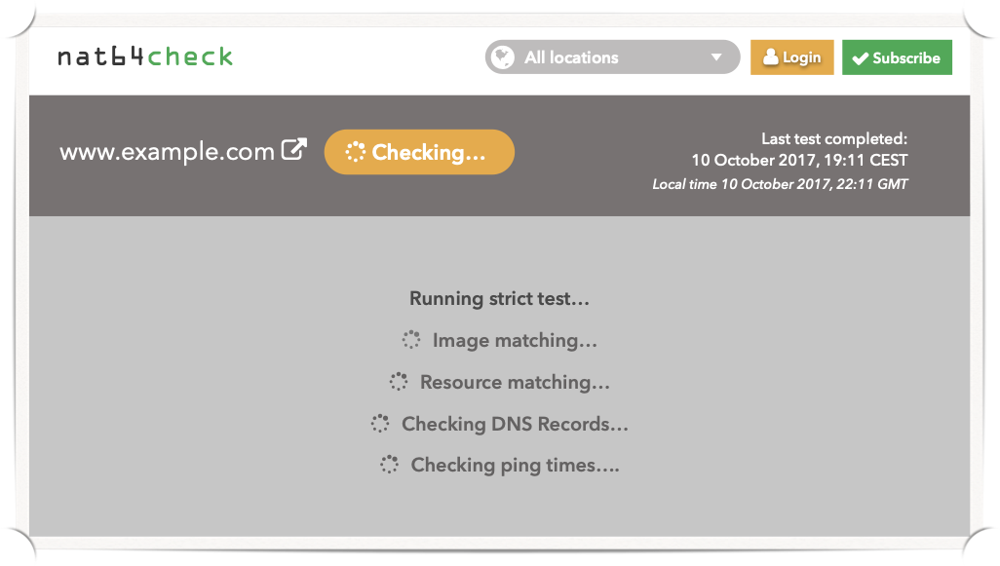 nat64check
All locations
Login
Subscribe
www.example.com
Checking...
Last test completed:
10 October 2017, 19:11 CEST
Local time 10 October 2017, 22:11 GMT
Running strict test...
Image matching...
Resource matching...
Checking DNS Records...
Checking ping times....